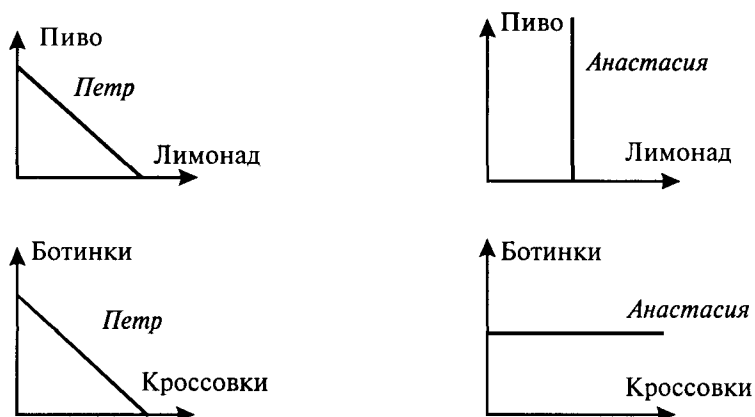 Пиво
Петр
Лимонад
Пиво
Анастасия
Лимонад
Ботинки
Петр
Кроссовки
Ботинки
Анастасия
Кроссовки